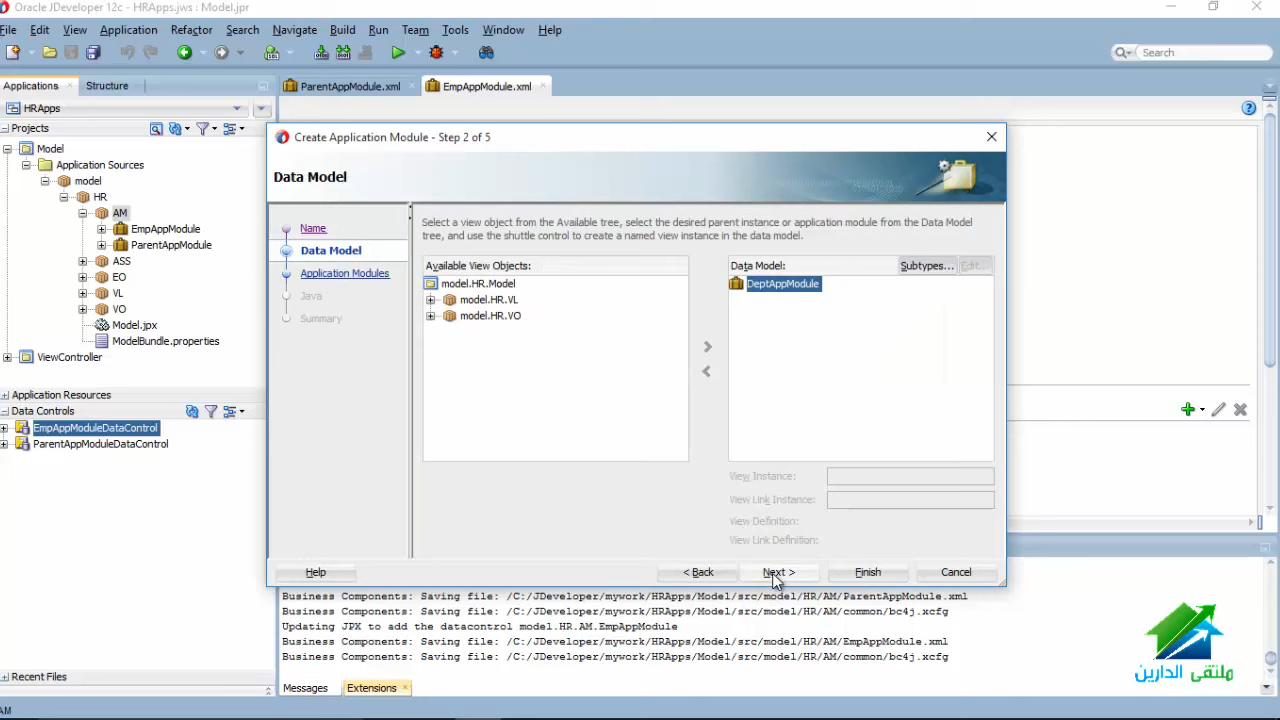 Oracle JDeveloper 12c - HRApps.jws : Model.jpr
File Edit View Application Refactor Search Navigate Build Run Team Tools Window Help
Search
Applications Structure ParentAppModule.xml EmpAppModule.xml
HRApps
Projects
Model
Application Sources
model
HR
AM
EmpAppModule
ParentAppModule
ASS
EO
VL
VO
Model.jpx
ModelBundle.properties
ViewController
Application Resources
Data Controls
EmpAppModuleDataControl
ParentAppModuleDataControl
Recent Files
AM
Create Application Module - Step 2 of 5
Data Model
Name
Data Model
Application Modules
Java
Summary
Select a view object from the Available tree, select the desired parent instance or application module from the Data Model
tree, and use the shuttle control to create a named view instance in the data model.
Available View Objects:
model.HR.Model
model.HR.VL
model.HR.VO
Data Model: Subtypes... Edit...
DeptAppModule
View Instance:
View Link Instance:
View Definition:
View Link Definition:
Help < Back Next > Finish Cancel
Business Components: Saving file: /C:/JDeveloper/mywork/HRApps/Model/src/model/HR/AM/ParentAppModule.xml
Business Components: Saving file: /C:/JDeveloper/mywork/HRApps/Model/src/model/HR/AM/common/bc4j.xcfg
Updating JPX to add the datacontrol model.HR.AM.EmpAppModule
Business Components: Saving file: /C:/JDeveloper/mywork/HRApps/Model/src/model/HR/AM/EmpAppModule.xml
Business Components: Saving file: /C:/JDeveloper/mywork/HRApps/Model/src/model/HR/AM/common/bc4j.xcfg
Messages Extensions
ملتقى الدارين